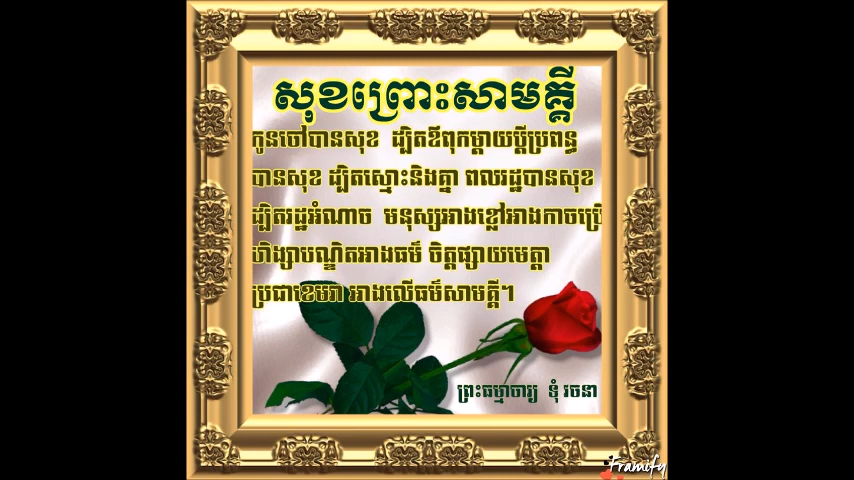 សុខព្រោះសាមគ្គី
កូនចៅបានសុខ ដ្បិតឪពុកម្ដាយប្ដីប្រពន្ធ
បានសុខ ដ្បិតស្មោះនិងគ្នា ពលរដ្ឋបានសុខ
ដ្បិតរដ្ឋអំណាច មនុស្សអាងខ្លៅអាងកាចប្រើ
ហិង្សាបណ្ឌិតអាងធម៌ ចិត្តផ្សាយមេត្តា
ប្រជាខេមរា អាងលើធម៌សាមគ្គី។
ព្រះធម្មាចារ្យ ទុំ រចនា
Framify